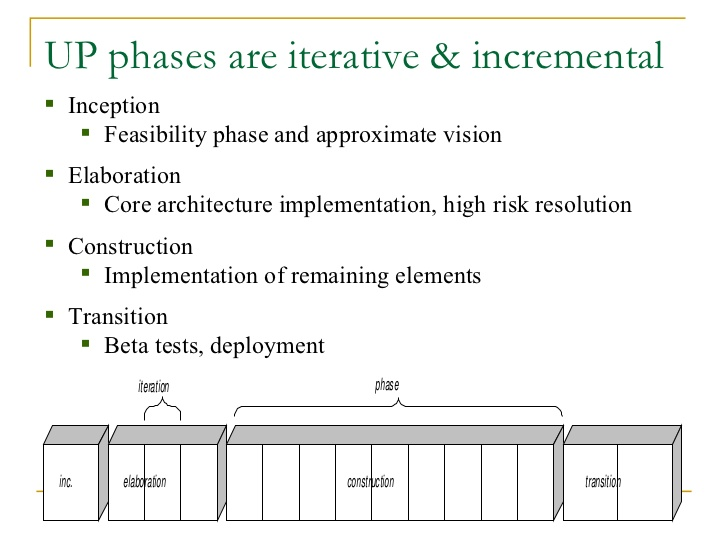 UP phases are iterative & incremental
Inception
Feasibility phase and approximate vision
Elaboration
Core architecture implementation, high risk resolution
Construction
Implementation of remaining elements
Transition
Beta tests, deployment
iteration
phase
inc.
elaboration
construction
transition